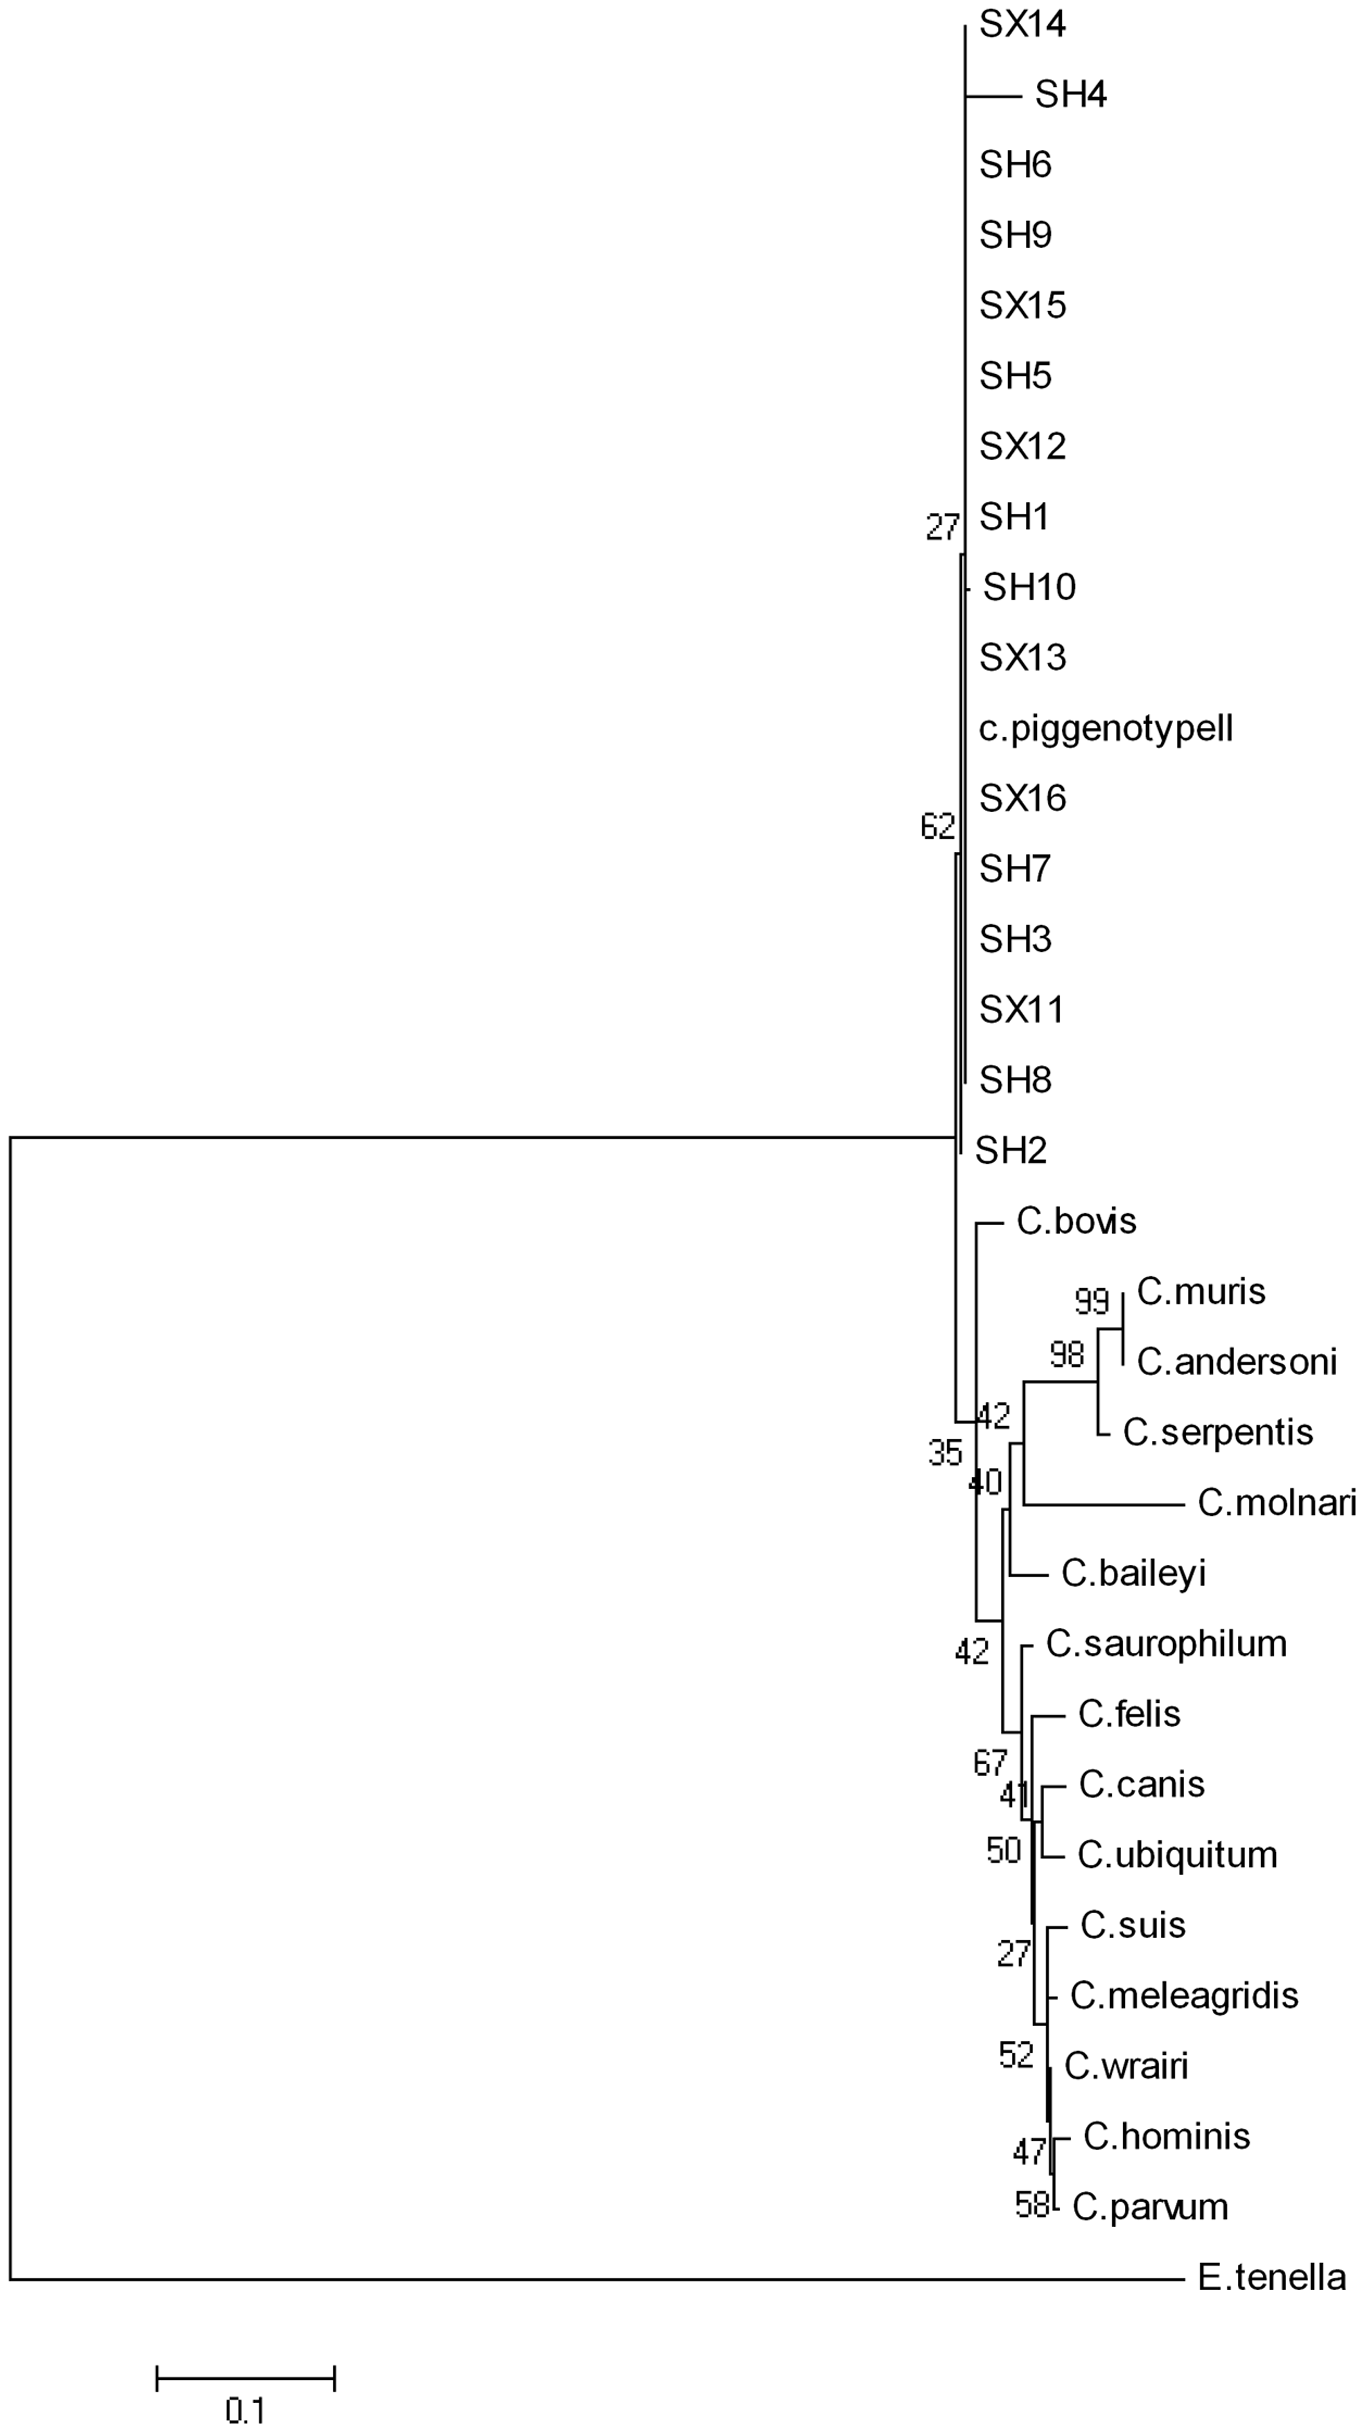 SX14
SH4
SH6
SH9
SX15
SH5
SX12
SH1
27
SH10
SX13
c.piggenotypeII
SX16
62
SH7
SH3
SX11
SH8
SH2
C.bovis
C.muris
99
98
C.andersoni
42
C.serpentis
35
40
C.molnari
C.baileyi
42
C.saurophilum
C.felis
67
41
C.canis
50
C.ubiquitum
C.suis
27
C.meleagridis
52
C.wrairi
47
C.hominis
58
C.parvum
E.tenella
0.1